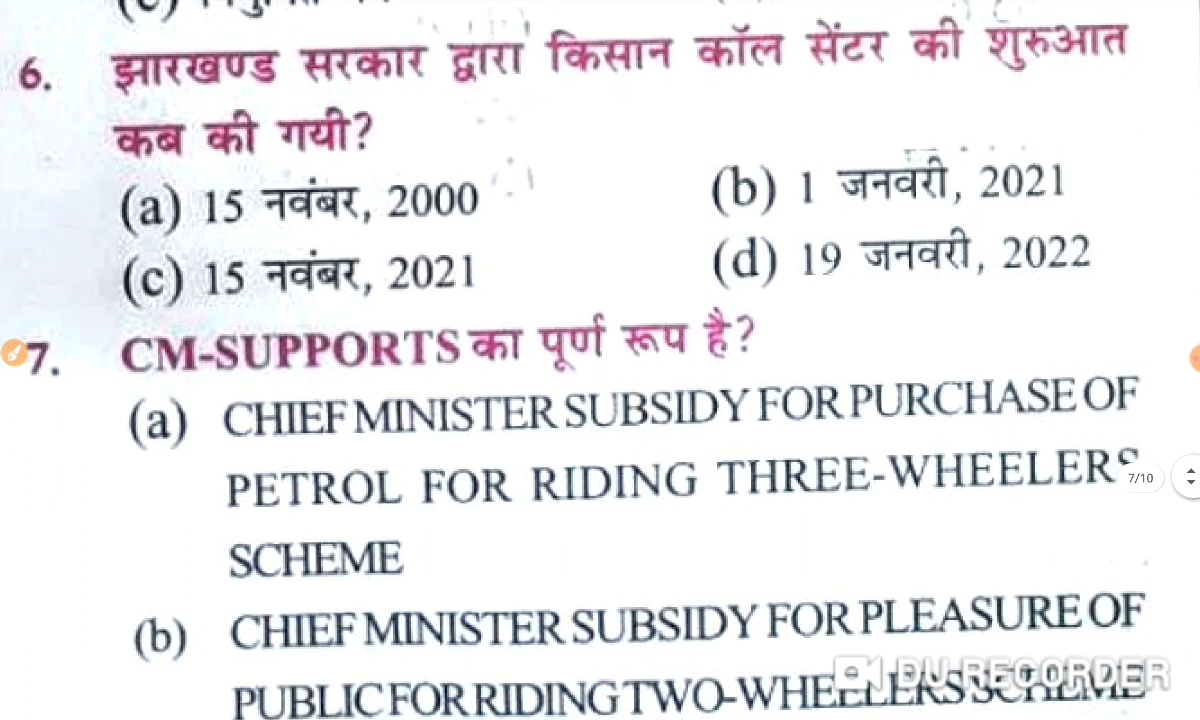 6. झारखण्ड सरकार द्वारा किसान कॉल सेंटर की शुरुआत
कब की गयी?
(a) 15 नवंबर, 2000 (b) 1 जनवरी, 2021
(c) 15 नवंबर, 2021 (d) 19 जनवरी, 2022
7. CM-SUPPORTS का पूर्ण रूप है?
(a) CHIEF MINISTER SUBSIDY FOR PURCHASE OF
PETROL FOR RIDING THREE-WHEELERS
7/10
SCHEME
(b) CHIEF MINISTER SUBSIDY FOR PLEASURE OF
PUBLIC FOR RIDING TWO-WHEELERS SCHEME
DU RECORDER